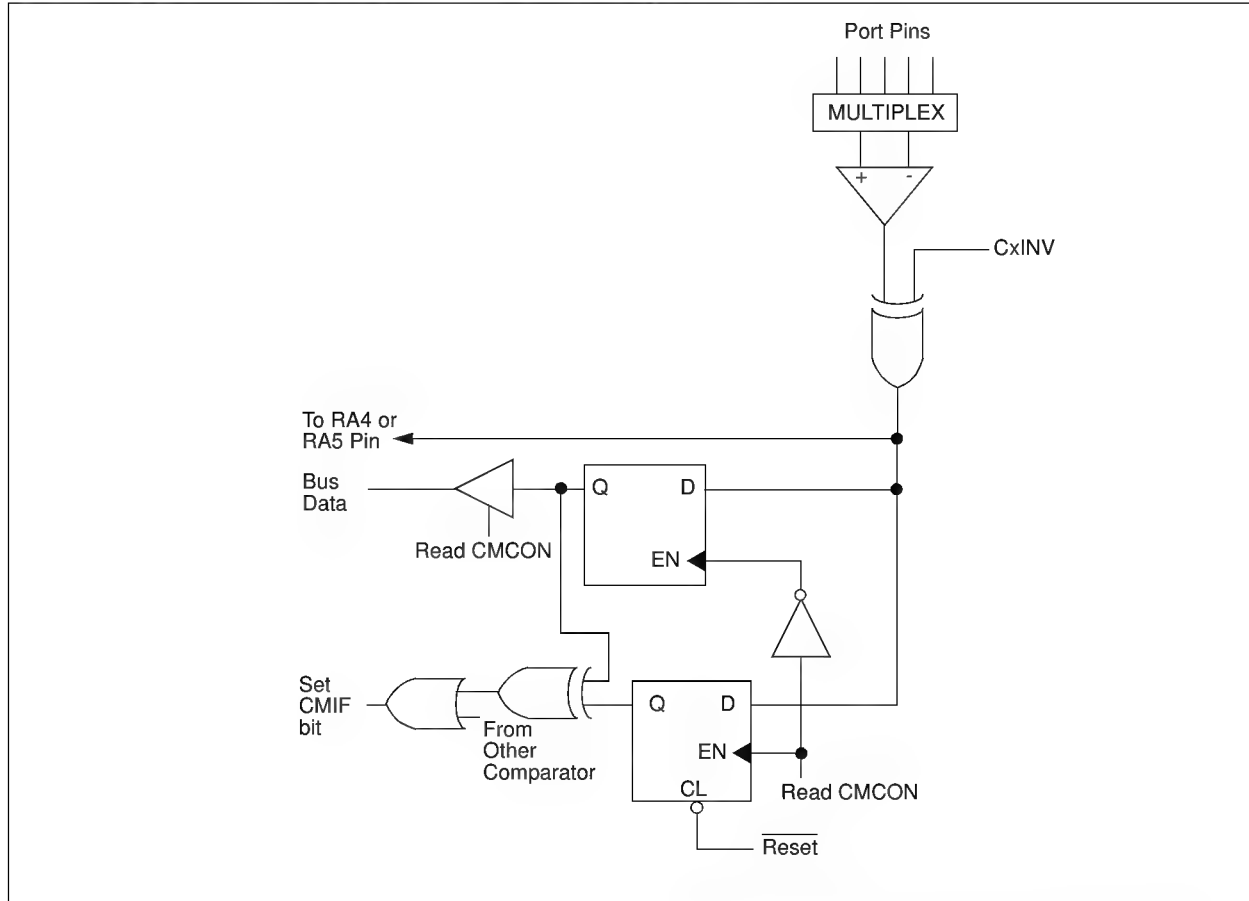 Port Pins
MULTIPLEX
+ -
CxINV
To RA4 or
RA5 Pin
Bus
Data
Q D
Read CMCON
EN
Set
CMIF
bit
From
Other
Comparator
Q D
EN
CL
Read CMCON
Reset